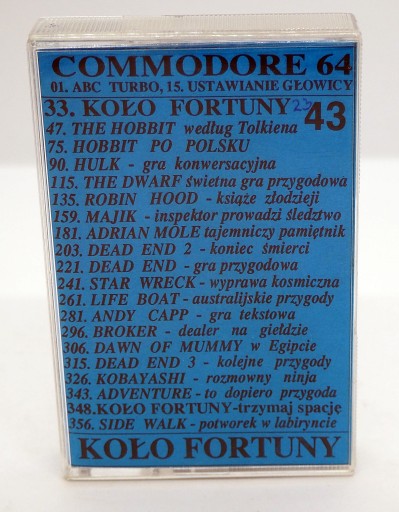 COMMODORE 64
01. ABC TURBO, 15. USTAWIANIE GŁOWICY
33. KOŁO FORTUNY 23 43
47. THE HOBBIT według Tolkiena
75. HOBBIT PO POLSKU
90. HULK - gra konwersacyjna
115. THE DWARF świetna gra przygodowa
135. ROBIN HOOD - książe złodzieji
159. MAJIK - inspektor prowadzi śledztwo
181. ADRIAN MOLE tajemniczy pamiętnik
203. DEAD END 2 - koniec śmierci
221. DEAD END - gra przygodowa
241. STAR WRECK - wyprawa kosmiczna
261. LIFE BOAT - australijskie przygody
281. ANDY CAPP - gra tekstowa
296. BROKER - dealer na giełdzie
306. DAWN OF MUMMY w Egipcie
315. DEAD END 3 - kolejne przygody
326. KOBAYASHI - rozmowny ninja
343. ADVENTURE - to dopiero przygoda
348. KOŁO FORTUNY-trzymaj spację
356. SIDE WALK - potworek w labiryncie
KOŁO FORTUNY